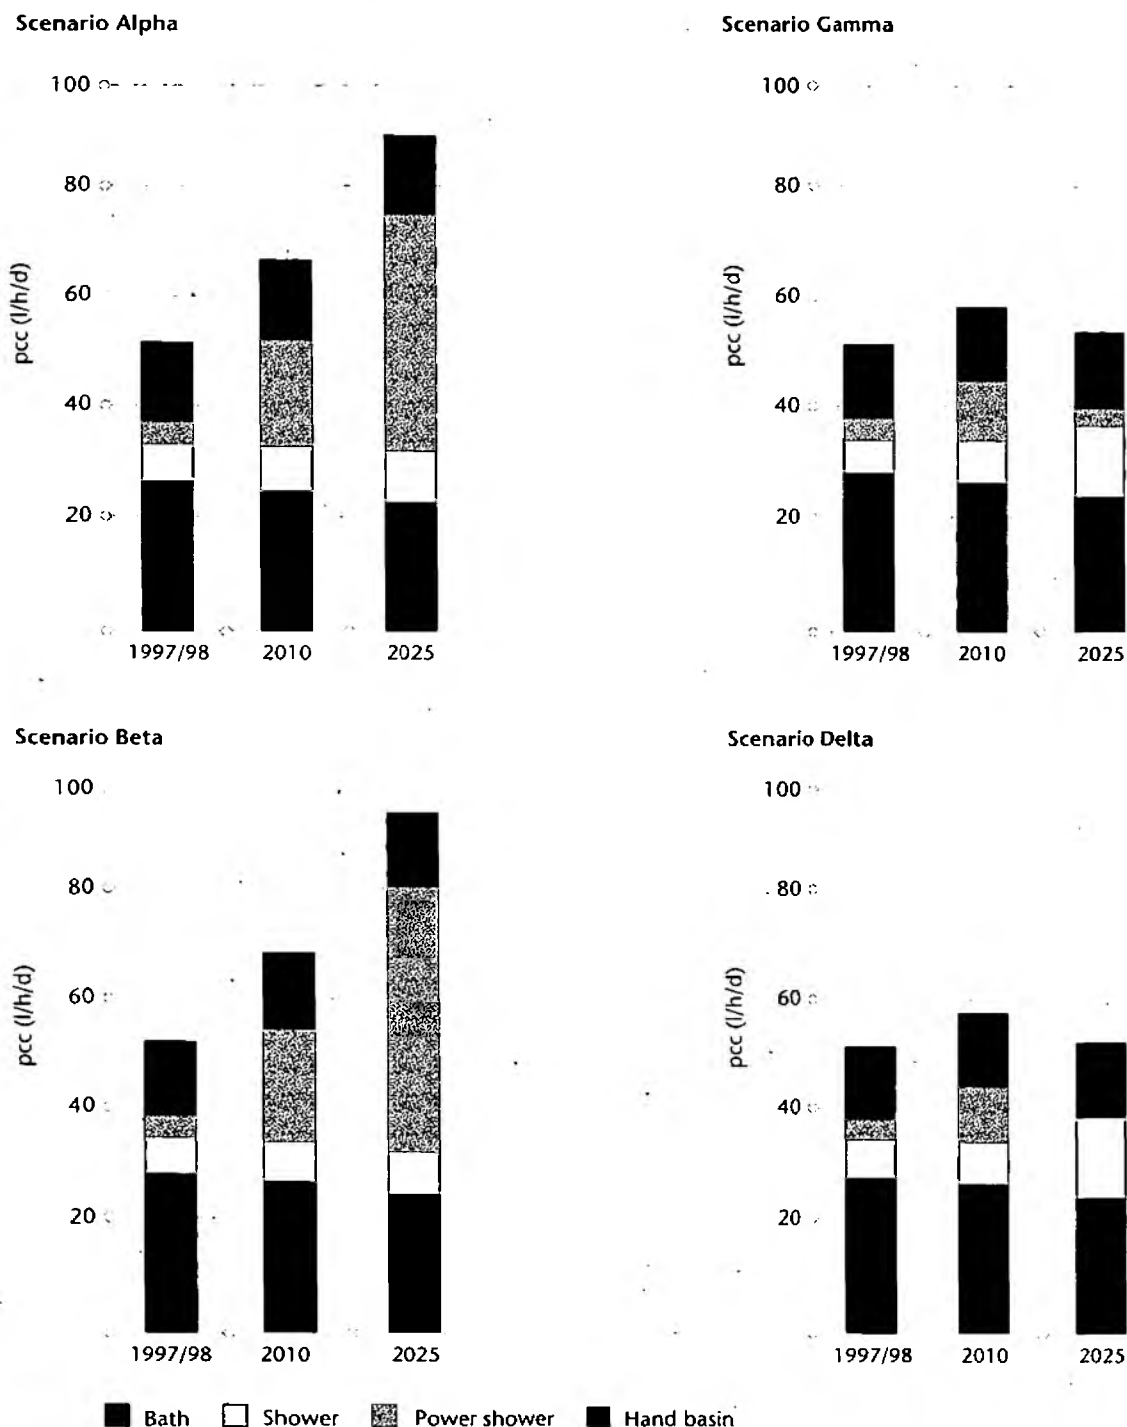 Scenario Alpha
100
80
60
40
20
pcc (l/h/d)
1997/98 2010 2025
Scenario Gamma
100
80
60
40
20
pcc (l/h/d)
1997/98 2010 2025
Scenario Beta
100
80
60
40
20
pcc (l/h/d)
1997/98 2010 2025
Scenario Delta
100
80
60
40
20
pcc (l/h/d)
1997/98 2010 2025
Bath Shower Power shower Hand basin